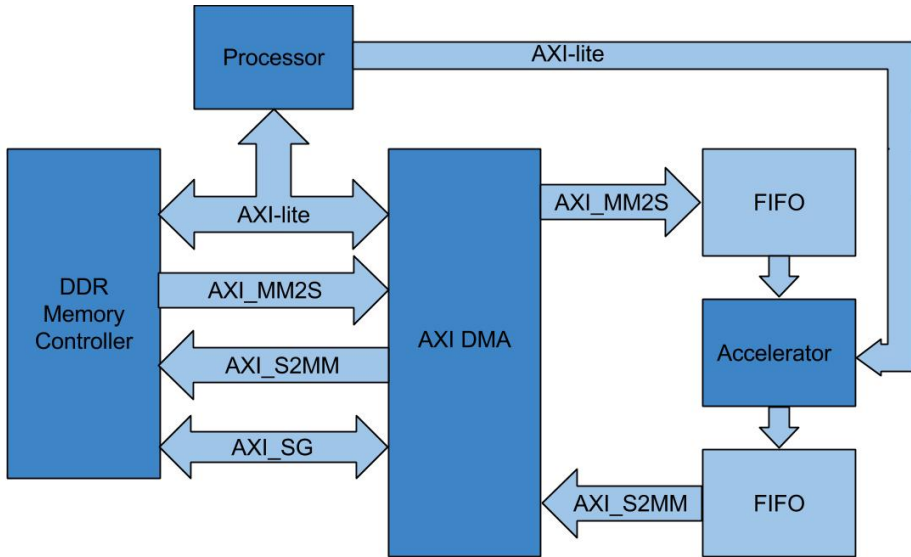 Processor
AXI-lite
AXI-lite
AXI_MM2S
FIFO
DDR
Memory
Controller
AXI_MM2S
AXI DMA
Accelerator
AXI_S2MM
AXI_SG
AXI_S2MM
FIFO